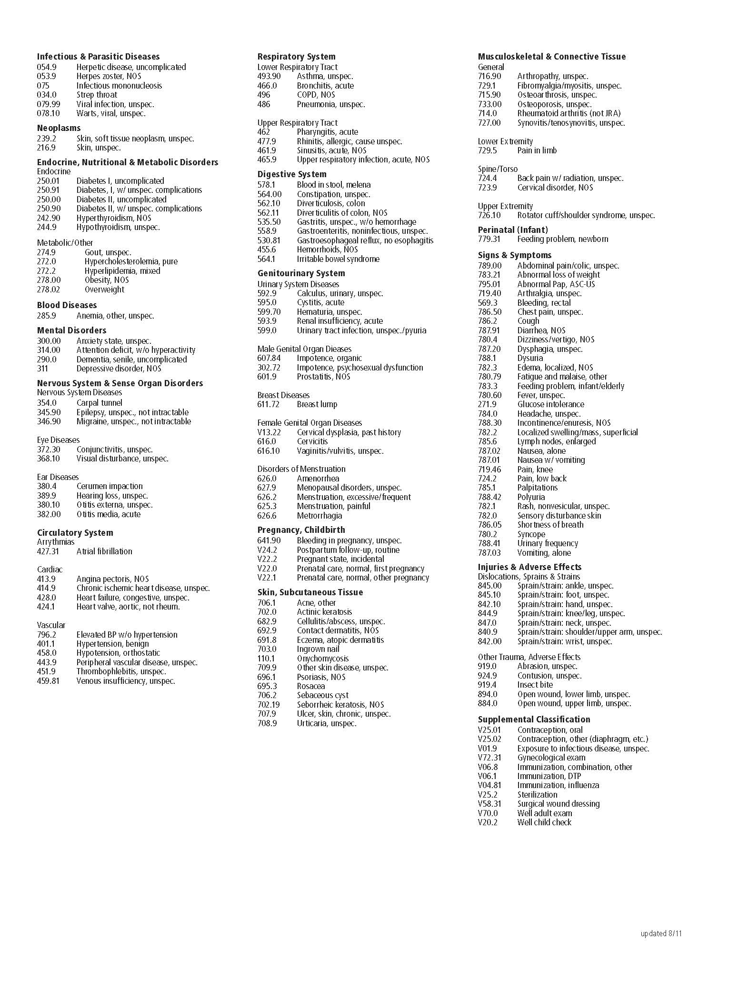 Infectious & Parasitic Diseases
054.9 Herpetic disease, uncomplicated
053.9 Herpes zoster, NOS
075 Infectious mononucleosis
034.0 Strep throat
079.99 Viral infection, unspec.
078.10 Warts, viral, unspec.
Neoplasms
239.2 Skin, soft tissue neoplasm, unspec.
216.9 Skin, unspec.
Endocrine, Nutritional & Metabolic Disorders
Endocrine
250.01 Diabetes I, uncomplicated
250.91 Diabetes, I, w/ unspec. complications
250.00 Diabetes II, uncomplicated
250.90 Diabetes II, w/ unspec. complications
242.90 Hyperthyroidism, NOS
244.9 Hypothyroidism, unspec.
Metabolic/Other
274.9 Gout, unspec.
272.0 Hypercholesterolemia, pure
272.2 Hyperlipidemia, mixed
278.00 Obesity, NOS
278.02 Overweight
Blood Diseases
285.9 Anemia, other, unspec.
Mental Disorders
300.00 Anxiety state, unspec.
314.00 Attention deficit, w/o hyperactivity
290.0 Dementia, senile, uncomplicated
311 Depressive disorder, NOS
Nervous System & Sense Organ Disorders
Nervous System Diseases
354.0 Carpal tunnel
345.90 Epilepsy, unspec., not intractable
346.90 Migraine, unspec., not intractable
Eye Diseases
372.30 Conjunctivitis, unspec.
368.10 Visual disturbance, unspec.
Ear Diseases
380.4 Cerumen impaction
389.9 Hearing loss, unspec.
380.10 Otitis externa, unspec.
382.00 Otitis media, acute
Circulatory System
Arrythmias
427.31 Atrial fibrillation
Cardiac
413.9 Angina pectoris, NOS
414.9 Chronic ischemic heart disease, unspec.
428.0 Heart failure, congestive, unspec.
424.1 Heart valve, aortic, not rheum.
Vascular
796.2 Elevated BP w/o hypertension
401.1 Hypertension, benign
458.0 Hypotension, orthostatic
443.9 Peripheral vascular disease, unspec.
451.9 Thrombophlebitis, unspec.
459.81 Venous insufficiency, unspec.
Respiratory System
Lower Respiratory Tract
493.90 Asthma, unspec.
466.0 Bronchitis, acute
496 COPD, NOS
486 Pneumonia, unspec.
Upper Respiratory Tract
462 Pharyngitis, acute
477.9 Rhinitis, allergic, cause unspec.
461.9 Sinusitis, acute, NOS
465.9 Upper respiratory infection, acute, NOS
Digestive System
578.1 Blood in stool, melena
564.00 Constipation, unspec.
562.10 Diverticulosis, colon
562.11 Diverticulitis of colon, NOS
535.50 Gastritis, unspec., w/o hemorrhage
558.9 Gastroenteritis, noninfectious, unspec.
530.81 Gastroesophageal reflux, no esophagitis
455.6 Hemorrhoids, NOS
564.1 Irritable bowel syndrome
Genitourinary System
Urinary System Diseases
592.9 Calculus, urinary, unspec.
595.0 Cystitis, acute
599.70 Hematuria, unspec.
593.9 Renal insufficiency, acute
599.0 Urinary tract infection, unspec./pyuria
Male Genital Organ Dieases
607.84 Impotence, organic
302.72 Impotence, psychosexual dysfunction
601.9 Prostatitis, NOS
Breast Diseases
611.72 Breast lump
Female Genital Organ Diseases
V13.22 Cervical dysplasia, past history
616.0 Cervicitis
616.10 Vaginitis/vulvitis, unspec.
Disorders of Menstruation
626.0 Amenorrhea
627.9 Menopausal disorders, unspec.
626.2 Menstruation, excessive/frequent
625.3 Menstruation, painful
626.6 Metrorrhagia
Pregnancy, Childbirth
641.90 Bleeding in pregnancy, unspec.
V24.2 Postpartum follow-up, routine
V22.2 Pregnant state, incidental
V22.0 Prenatal care, normal, first pregnancy
V22.1 Prenatal care, normal, other pregnancy
Skin, Subcutaneous Tissue
706.1 Acne, other
702.0 Actinic keratosis
682.9 Cellulitis/abscess, unspec.
692.9 Contact dermatitis, NOS
691.8 Eczema, atopic dermatitis
703.0 Ingrown nail
110.1 Onychomycosis
709.9 Other skin disease, unspec.
696.1 Psoriasis, NOS
695.3 Rosacea
706.2 Sebaceous cyst
702.19 Seborrheic keratosis, NOS
707.9 Ulcer, skin, chronic, unspec.
708.9 Urticaria, unspec.
Musculoskeletal & Connective Tissue
General
716.90 Arthropathy, unspec.
729.1 Fibromyalgia/myositis, unspec.
715.90 Osteoarthrosis, unspec.
733.00 Osteoporosis, unspec.
714.0 Rheumatoid arthritis (not JRA)
727.00 Synovitis/tenosynovitis, unspec.
Lower Extremity
729.5 Pain in limb
Spine/Torso
724.4 Back pain w/ radiation, unspec.
723.9 Cervical disorder, NOS
Upper Extremity
726.10 Rotator cuff/shoulder syndrome, unspec.
Perinatal (Infant)
779.31 Feeding problem, newborn
Signs & Symptoms
789.00 Abdominal pain/colic, unspec.
783.21 Abnormal loss of weight
795.01 Abnormal Pap, ASC-US
719.40 Arthralgia, unspec.
569.3 Bleeding, rectal
786.50 Chest pain, unspec.
786.2 Cough
787.91 Diarrhea, NOS
780.4 Dizziness/vertigo, NOS
787.20 Dysphagia, unspec.
788.1 Dysuria
782.3 Edema, localized, NOS
780.79 Fatigue and malaise, other
783.3 Feeding problem, infant/elderly
780.60 Fever, unspec.
271.9 Glucose intolerance
784.0 Headache, unspec.
788.30 Incontinence/enuresis, NOS
782.2 Localized swelling/mass, superficial
785.6 Lymph nodes, enlarged
787.02 Nausea, alone
787.01 Nausea w/ vomiting
719.46 Pain, knee
724.2 Pain, low back
785.1 Palpitations
788.42 Polyuria
782.1 Rash, nonvesicular, unspec.
782.0 Sensory disturbance skin
786.05 Shortness of breath
780.2 Syncope
788.41 Urinary frequency
787.03 Vomiting, alone
Injuries & Adverse Effects
Dislocations, Sprains & Strains
845.00 Sprain/strain: ankle, unspec.
845.10 Sprain/strain: foot, unspec.
842.10 Sprain/strain: hand, unspec.
844.9 Sprain/strain: knee/leg, unspec.
847.0 Sprain/strain: neck, unspec.
840.9 Sprain/strain: shoulder/upper arm, unspec.
842.00 Sprain/strain: wrist, unspec.
Other Trauma, Adverse Effects
919.0 Abrasion, unspec.
924.9 Contusion, unspec.
919.4 Insect bite
894.0 Open wound, lower limb, unspec.
884.0 Open wound, upper limb, unspec.
Supplemental Classification
V25.01 Contraception, oral
V25.02 Contraception, other (diaphragm, etc.)
V01.9 Exposure to infectious disease, unspec.
V72.31 Gynecological exam
V06.8 Immunization, combination, other
V06.1 Immunization, DTP
V04.81 Immunization, influenza
V25.2 Sterilization
V58.31 Surgical wound dressing
V70.0 Well adult exam
V20.2 Well child check
updated 8/11